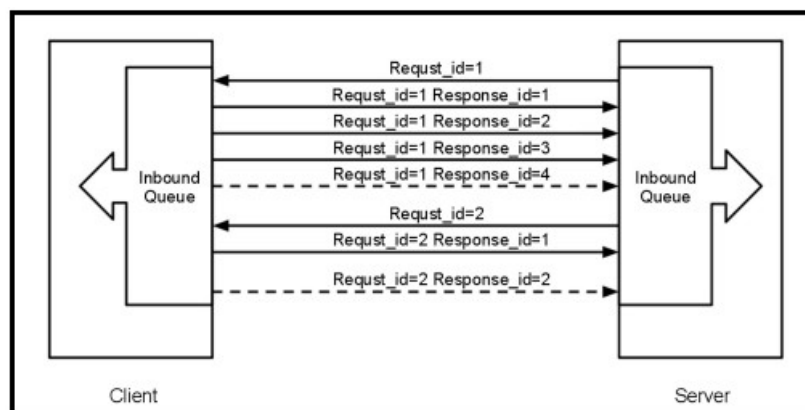 Requst_id=1
Requst_id=1 Response_id=1
Requst_id=1 Response_id=2
Requst_id=1 Response_id=3
Requst_id=1 Response_id=4
Inbound
Queue
Inbound
Queue
Requst_id=2
Requst_id=2 Response_id=1
Requst_id=2 Response_id=2
Client
Server